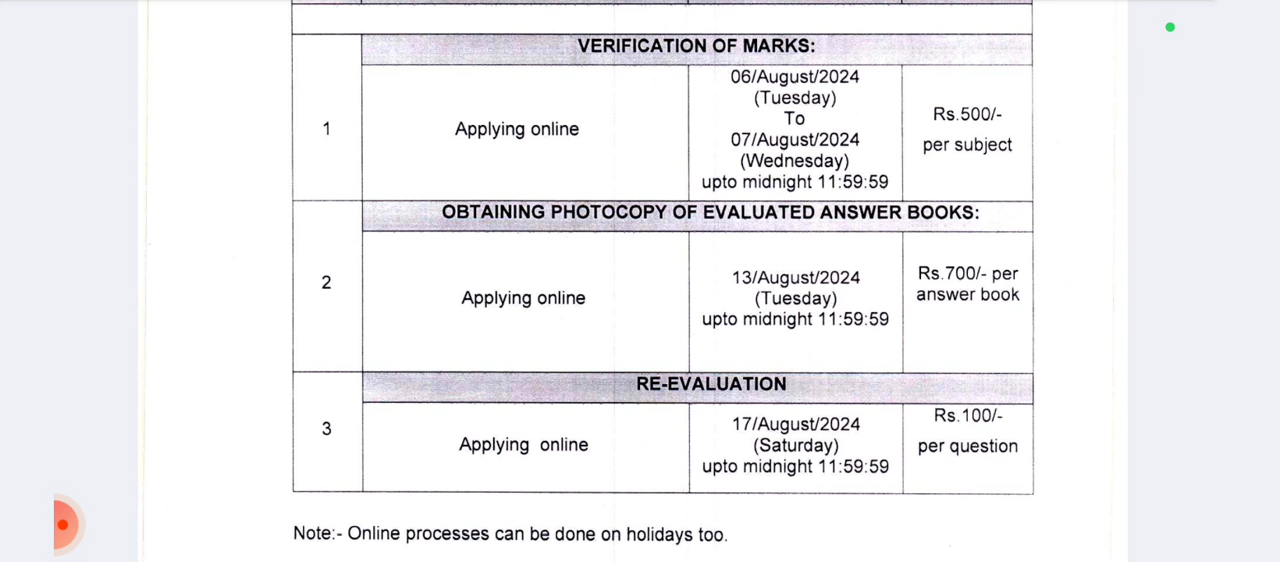 VERIFICATION OF MARKS:
1
Applying online
06/August/2024
(Tuesday)
To
07/August/2024
(Wednesday)
upto midnight 11:59:59
Rs.500/-
per subject
OBTAINING PHOTOCOPY OF EVALUATED ANSWER BOOKS:
2
Applying online
13/August/2024
(Tuesday)
upto midnight 11:59:59
Rs.700/- per
answer book
RE-EVALUATION
3
Applying online
17/August/2024
(Saturday)
upto midnight 11:59:59
Rs.100/-
per question
Note:- Online processes can be done on holidays too.